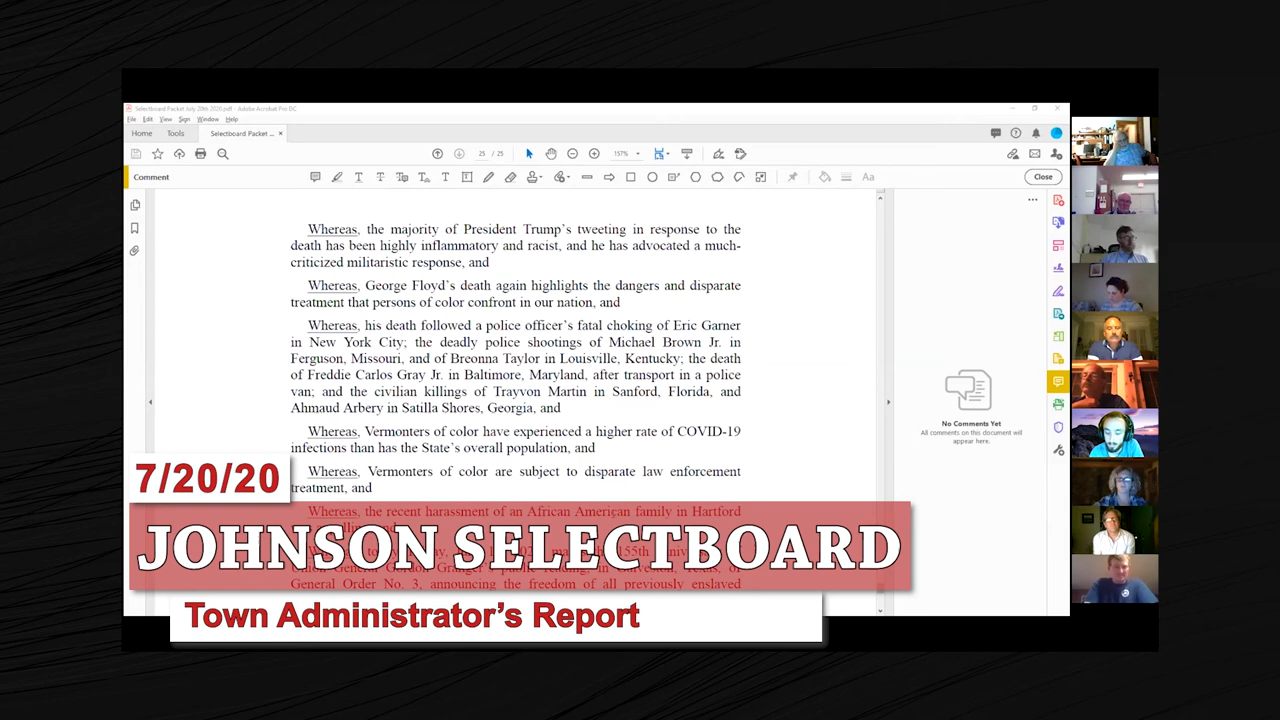 Selectboard Packet July 20th 2020.pdf - Adobe Acrobat Pro DC
File Edit View Sign Window Help
Home Tools Selectboard Packet ... ×
25 / 25 157%
Comment Aa Close
Whereas, the majority of President Trump's tweeting in response to the
death has been highly inflammatory and racist, and he has advocated a much-
criticized militaristic response, and
Whereas, George Floyd's death again highlights the dangers and disparate
treatment that persons of color confront in our nation, and
Whereas, his death followed a police officer's fatal choking of Eric Garner
in New York City; the deadly police shootings of Michael Brown Jr. in
Ferguson, Missouri, and of Breonna Taylor in Louisville, Kentucky; the death
of Freddie Carlos Gray Jr. in Baltimore, Maryland, after transport in a police
van; and the civilian killings of Trayvon Martin in Sanford, Florida, and
Ahmaud Arbery in Satilla Shores, Georgia, and
Whereas, Vermonters of color have experienced a higher rate of COVID-19
infections than has the State's overall population, and
Whereas, Vermonters of color are subject to disparate law enforcement
treatment, and
Whereas, the recent harassment of an African American family in Hartford
General Order No. 3, announcing the freedom of all previously enslaved
No Comments Yet
All comments on this document will
appear here.
7/20/20
JOHNSON SELECTBOARD
Town Administrator's Report